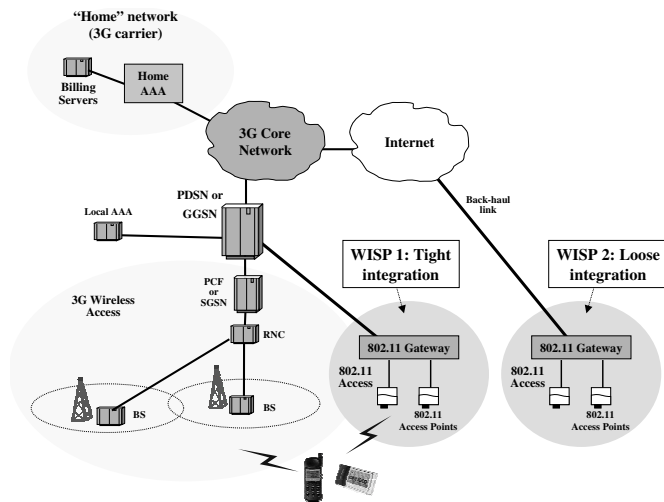 “Home” network
(3G carrier)
Billing
Servers
Home
AAA
3G Core
Network
Internet
PDSN or
GGSN
Local AAA
Back-haul
link
WISP 1: Tight
integration
WISP 2: Loose
integration
PCF
or
SGSN
3G Wireless
Access
RNC
802.11 Gateway
802.11 Gateway
802.11
Access
802.11
Access
BS
BS
802.11
Access Points
802.11
Access Points